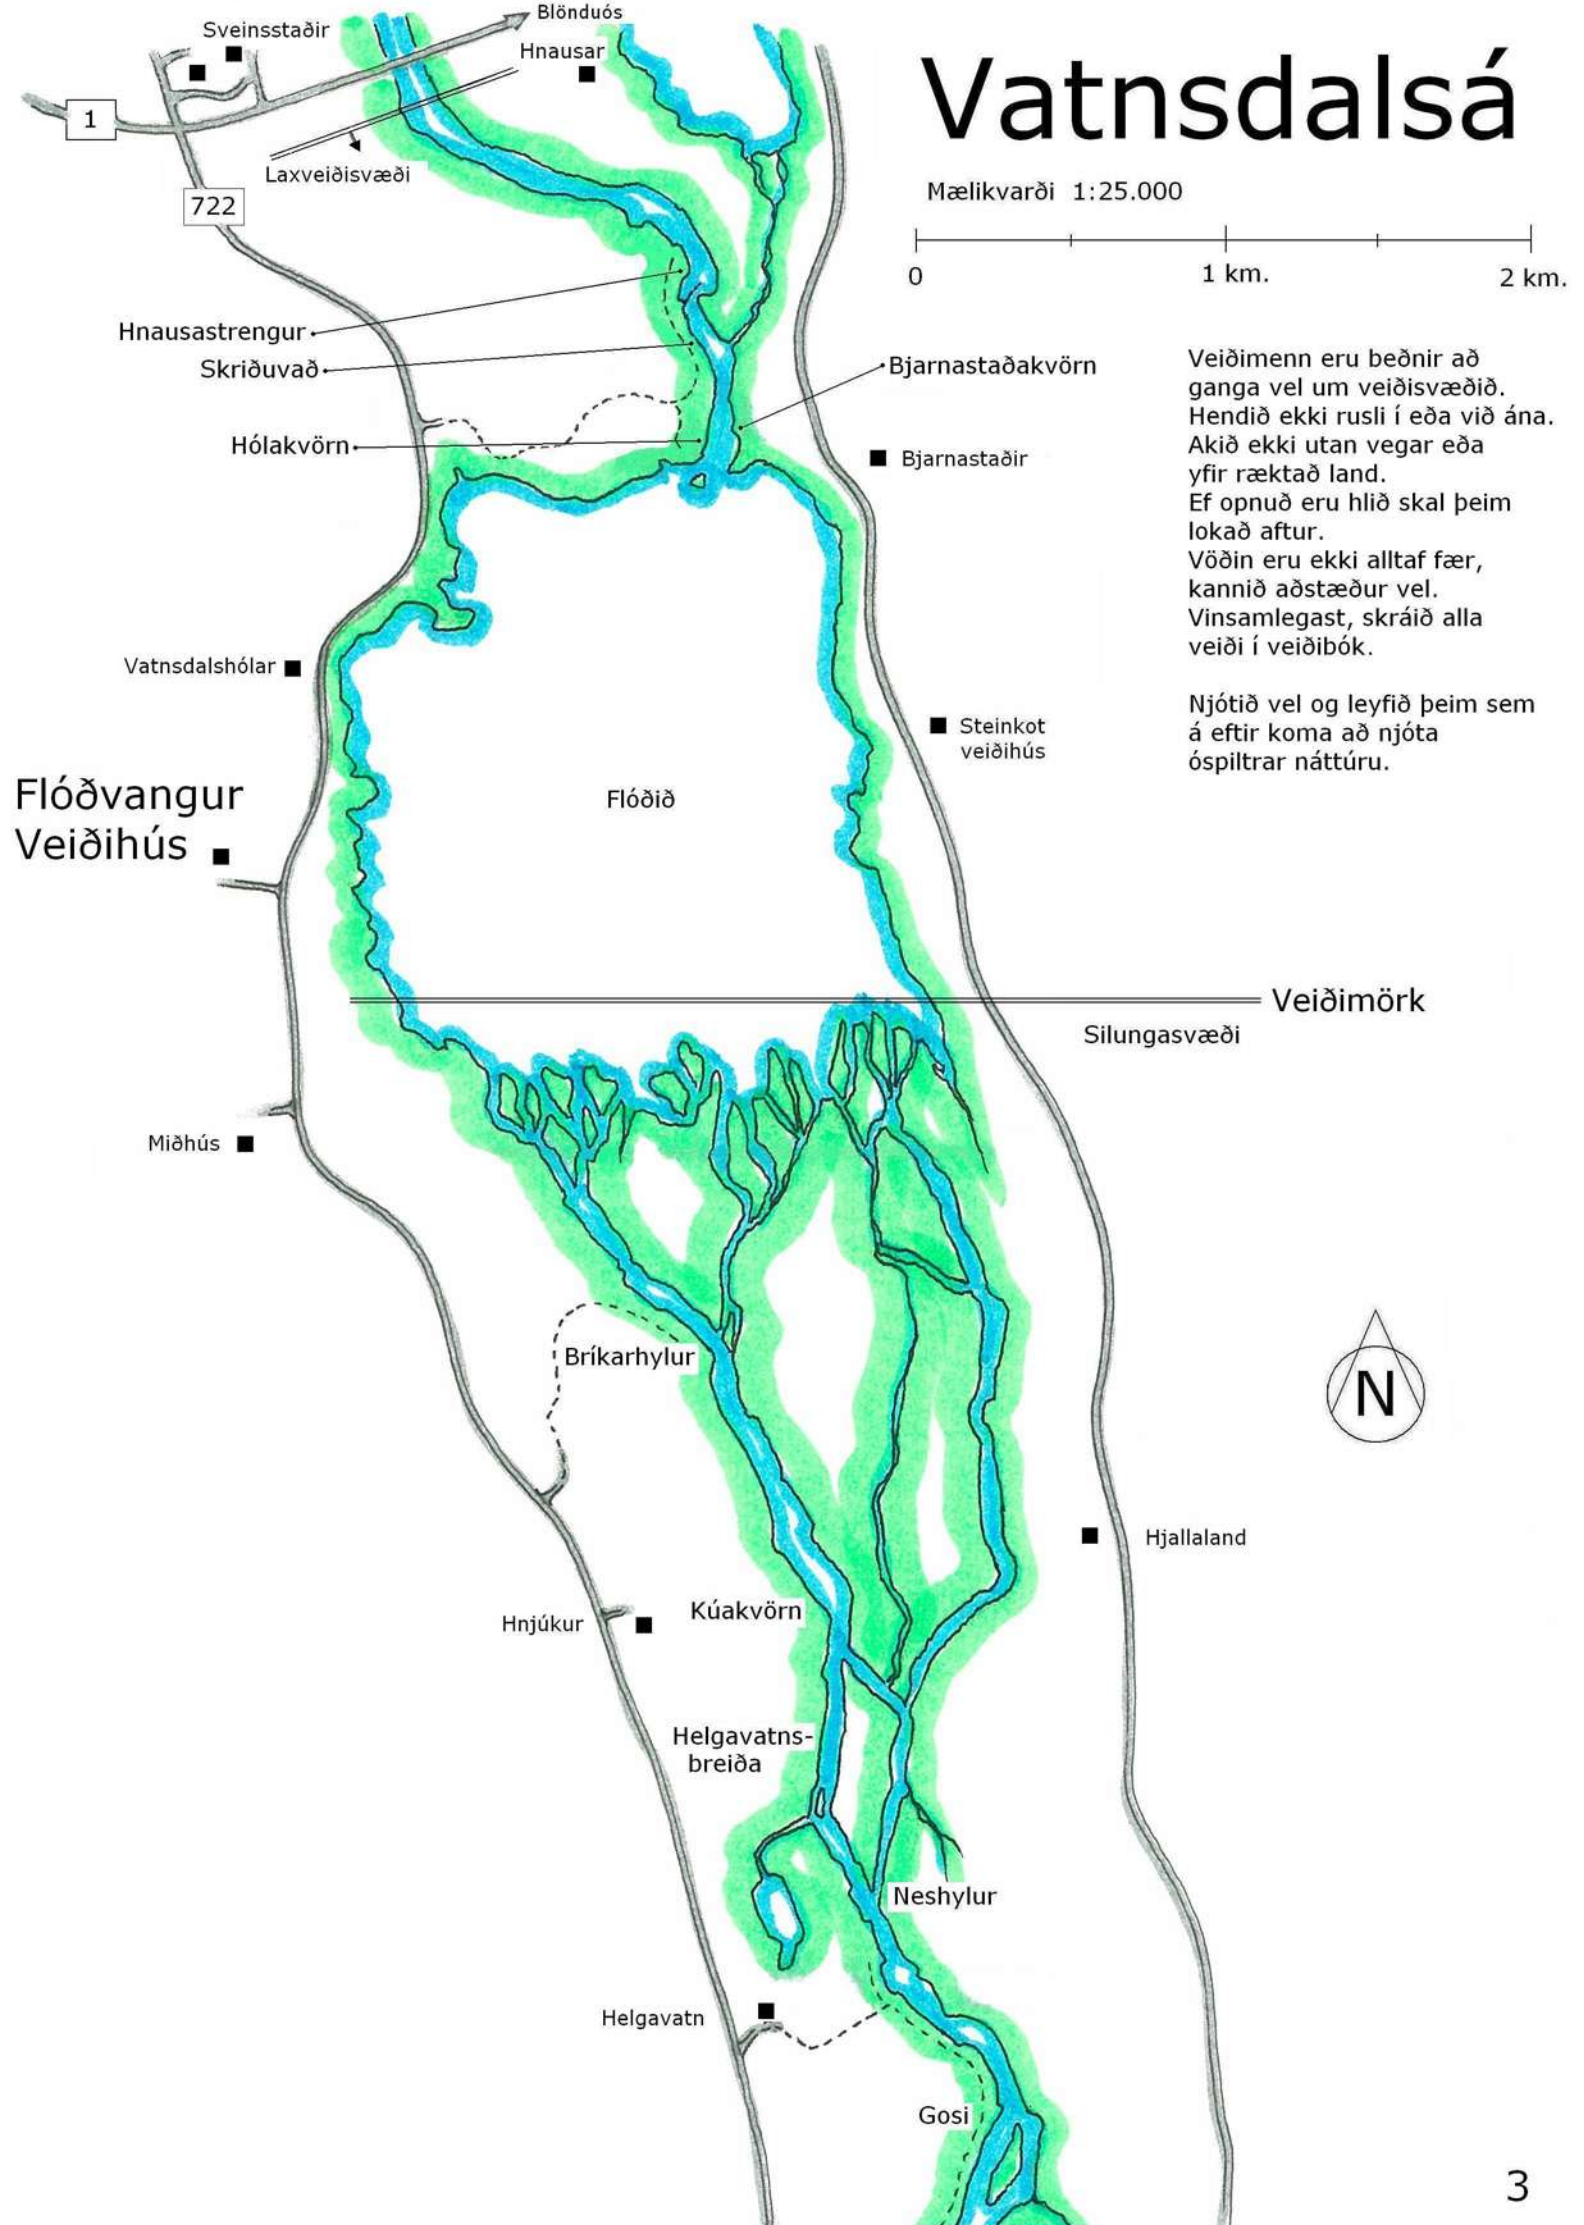 Blönduós
Sveinsstaðir
Hnausar
Vatnsdalsá
1
Laxveiðisvæði
Mælikvarði 1:25.000
722
0
1 km.
2 km.
Hnausastrengur
Skriðuvað
Bjarnastaðakvörn
Hólakvörn
Bjarnastaðir
Veiðimenn eru beðnir að
ganga vel um veiðisvæðið.
Hendið ekki rusli í eða við ána.
Akið ekki utan vegar eða
yfir ræktað land.
Ef opnuð eru hlið skal þeim
lokað aftur.
Vöðin eru ekki alltaf fær,
kannið aðstæður vel.
Vinsamlegast, skráið alla
veiði í veiðibók.
Njótið vel og leyfið þeim sem
á eftir koma að njóta
óspiltrar náttúru.
Vatnsdalshólar
Steinkot
veiðihús
Flóðvangur
Veiðihús
Flóðið
Veiðimörk
Silungasvæði
Miðhús
Bríkarhylur
N
Hjallaland
Kúakvörn
Hnjúkur
Helgavatns-
breiða
Neshylur
Helgavatn
Gosi
3